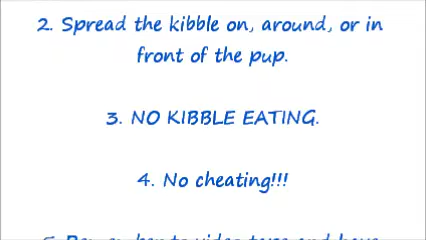 2. Spread the kibble on, around, or in
front of the pup.
3. NO KIBBLE EATING.
4. No cheating!!!